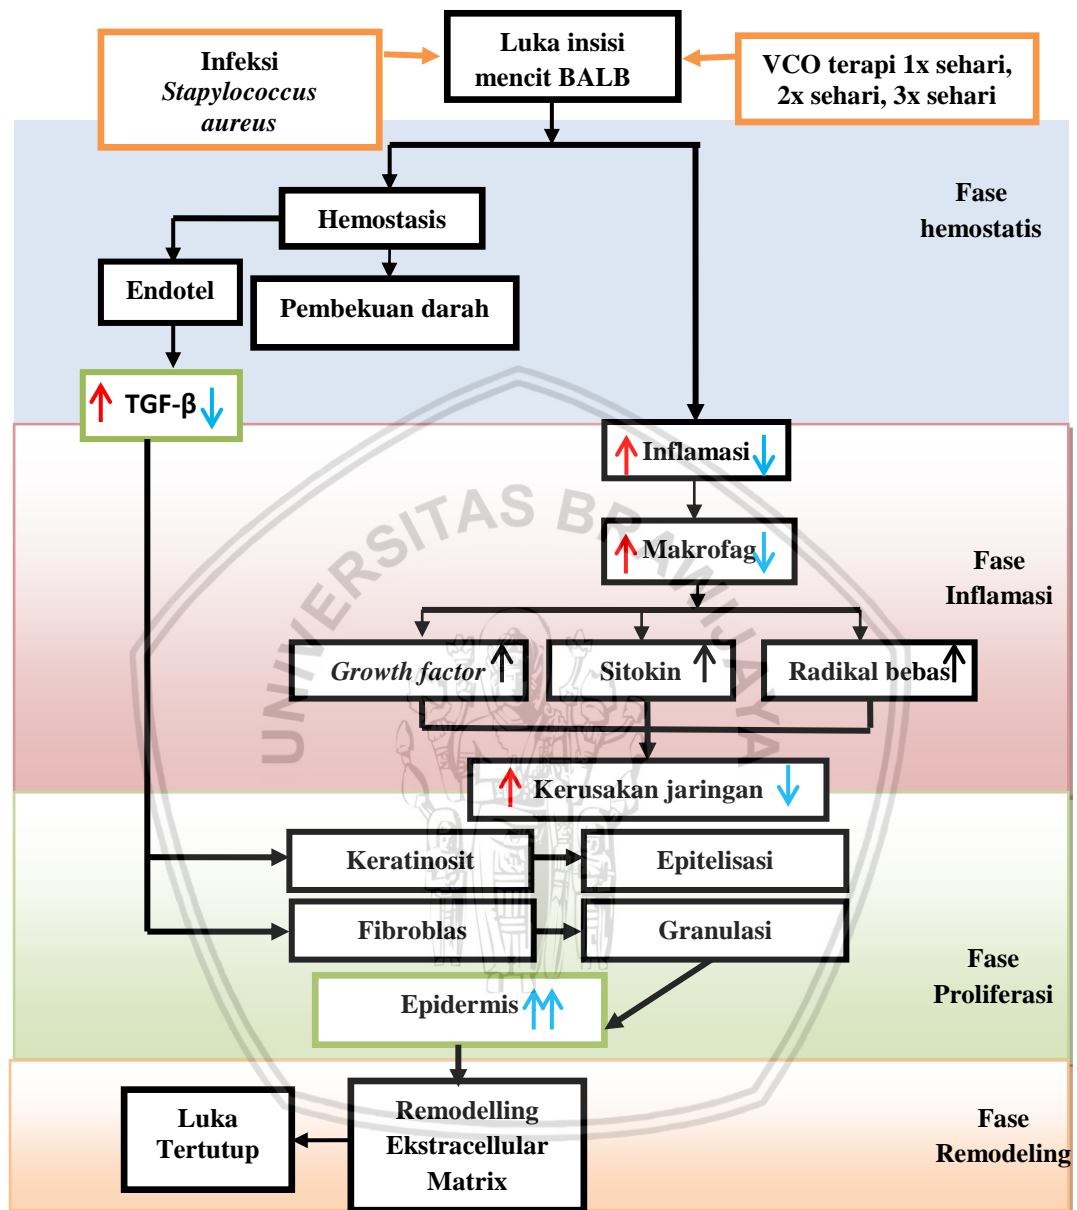 Infeksi
Stapylococcus
aureus
Luka insisi
mencit BALB
VCO terapi 1x sehari,
2x sehari, 3x sehari
Fase
hemostatis
Hemostasis
Endotel
Pembekuan darah
TGF-β
Inflamasi
Makrofag
Fase
Inflamasi
Growth factor
Sitokin
Radikal bebas
Kerusakan jaringan
Keratinosit
Epitelisasi
Fibroblas
Granulasi
Fase
Proliferasi
Epidermis
Luka
Tertutup
Remodelling
Ekstracellular
Matrix
Fase
Remodeling
UNIVERSITAS BRAWIJAYA